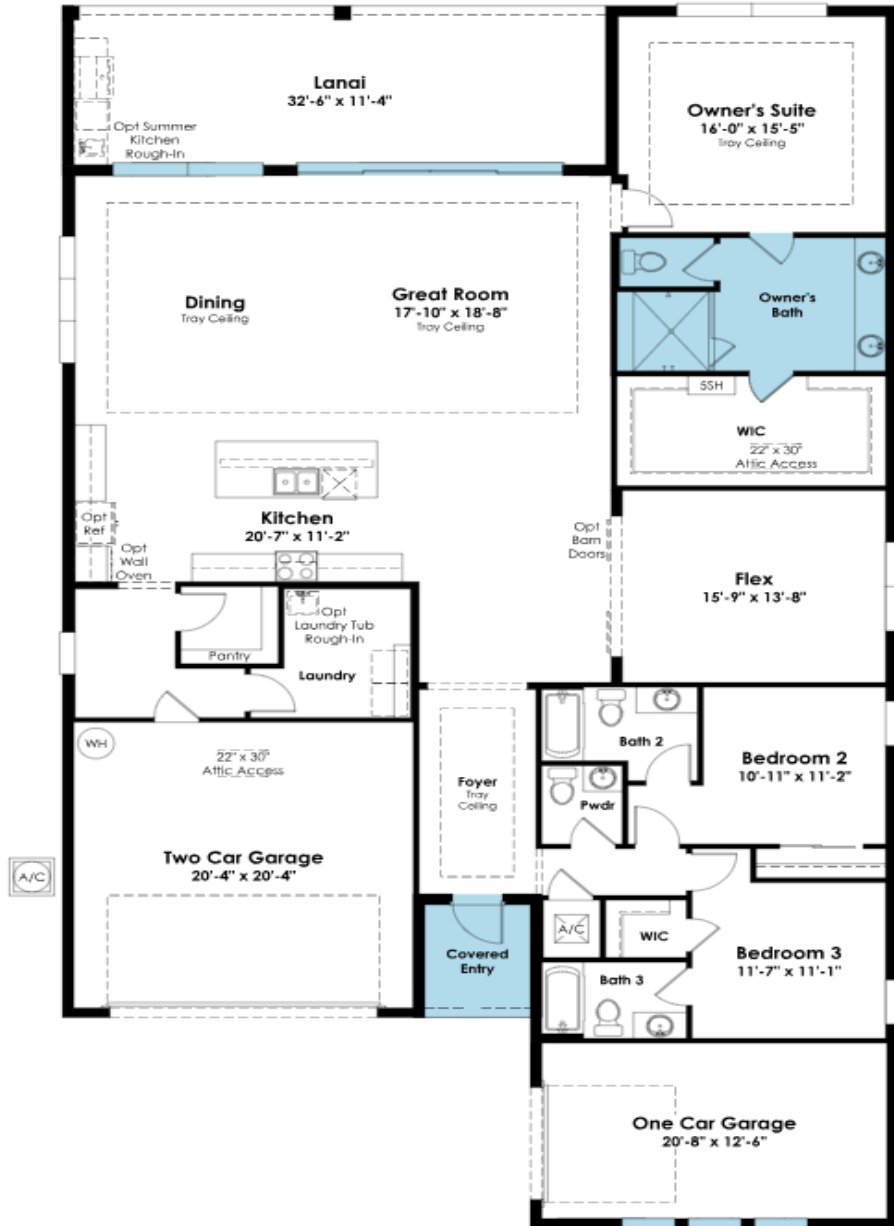 Lanai
32'-6" x 11'-4"
Opt Summer
Kitchen
Rough-In
Owner's Suite
16'-0" x 15'-5"
Tray Ceiling
Dining
Tray Ceiling
Great Room
17'-10" x 18'-8"
Tray Ceiling
Owner's
Bath
5SH
WIC
22" x 30"
Attic Access
Opt
Ref
Opt
Wall
Oven
Kitchen
20'-7" x 11'-2"
Opt
Barn
Doors
Flex
15'-9" x 13'-8"
Pantry
Opt
Laundry Tub
Rough-In
Laundry
WH
22" x 30"
Attic Access
Foyer
Tray
Ceiling
Bath 2
Bedroom 2
10'-11" x 11'-2"
Pwdr
A/C
Two Car Garage
20'-4" x 20'-4"
Covered
Entry
A/C
WIC
Bedroom 3
11'-7" x 11'-1"
Bath 3
One Car Garage
20'-8" x 12'-6"